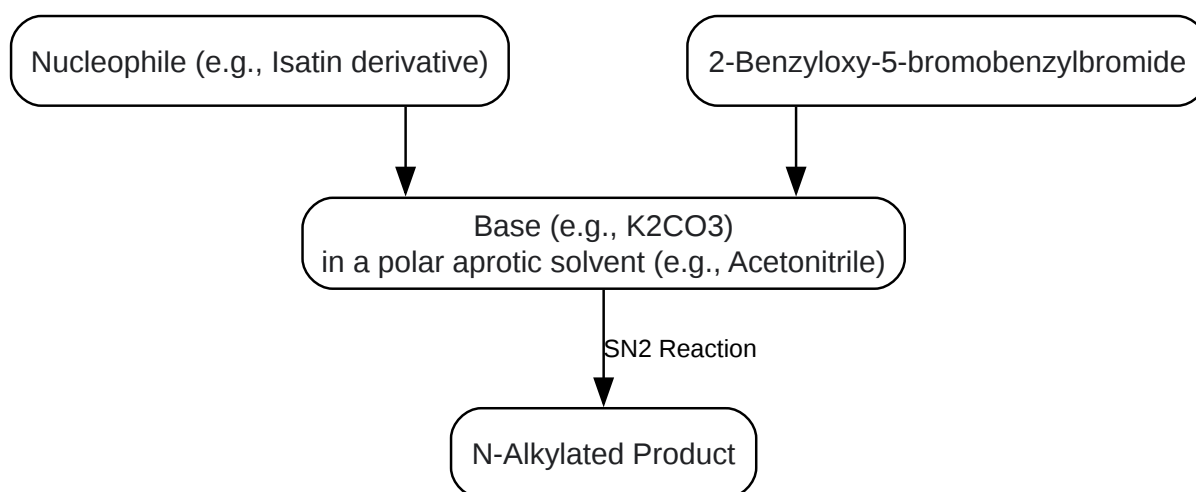 Nucleophile (e.g., Isatin derivative)
2-Benzyloxy-5-bromobenzylbromide
Base (e.g., K2CO3)
in a polar aprotic solvent (e.g., Acetonitrile)
SN2 Reaction
N-Alkylated Product